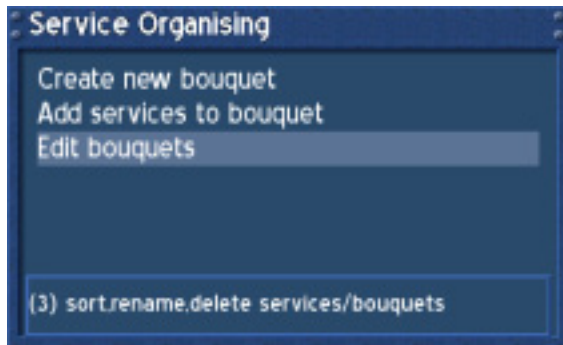 Service Organising
Create new bouquet
Add services to bouquet
Edit bouquets
(3) sort,rename,delete services/bouquets